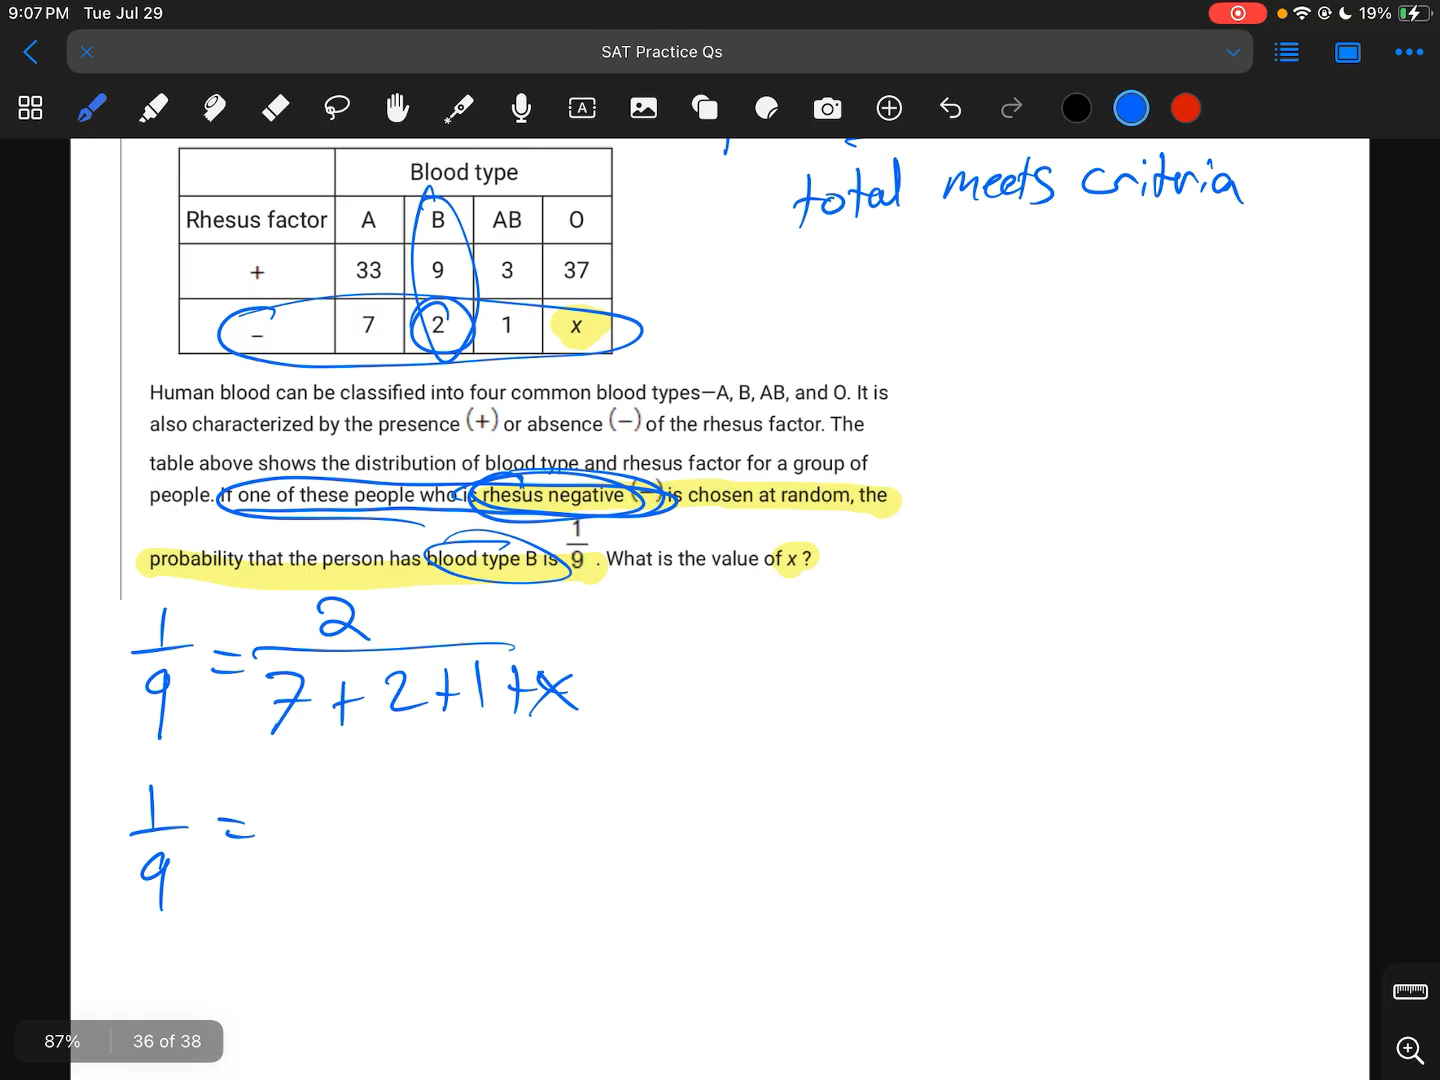 9:07 PM Tue Jul 29
19%
SAT Practice Qs
total meets criteria
Blood type
Rhesus factor A B AB O
+ 33 9 3 37
− 7 2 1 x
Human blood can be classified into four common blood types—A, B, AB, and O. It is
also characterized by the presence (+) or absence (−) of the rhesus factor. The
table above shows the distribution of blood type and rhesus factor for a group of
people. If one of these people who is rhesus negative (−) is chosen at random, the
probability that the person has blood type B is 1/9 . What is the value of x ?
1/9 = 2/(7+2+1+x)
1/9 =
87% 36 of 38